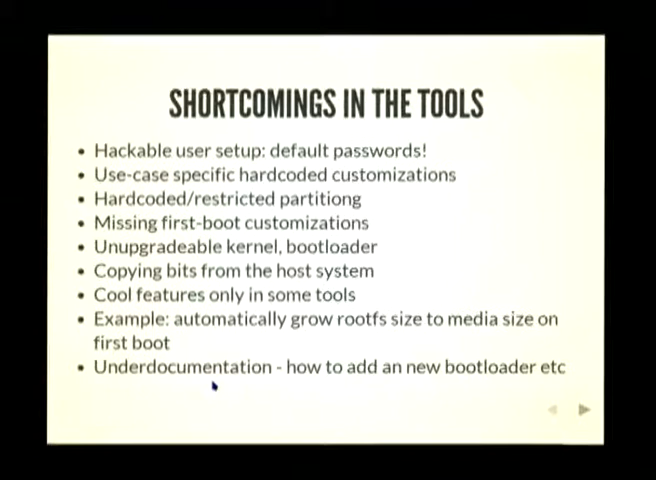 SHORTCOMINGS IN THE TOOLS
Hackable user setup: default passwords!
Use-case specific hardcoded customizations
Hardcoded/restricted partitiong
Missing first-boot customizations
Unupgradeable kernel, bootloader
Copying bits from the host system
Cool features only in some tools
Example: automatically grow rootfs size to media size on
first boot
Underdocumentation - how to add an new bootloader etc